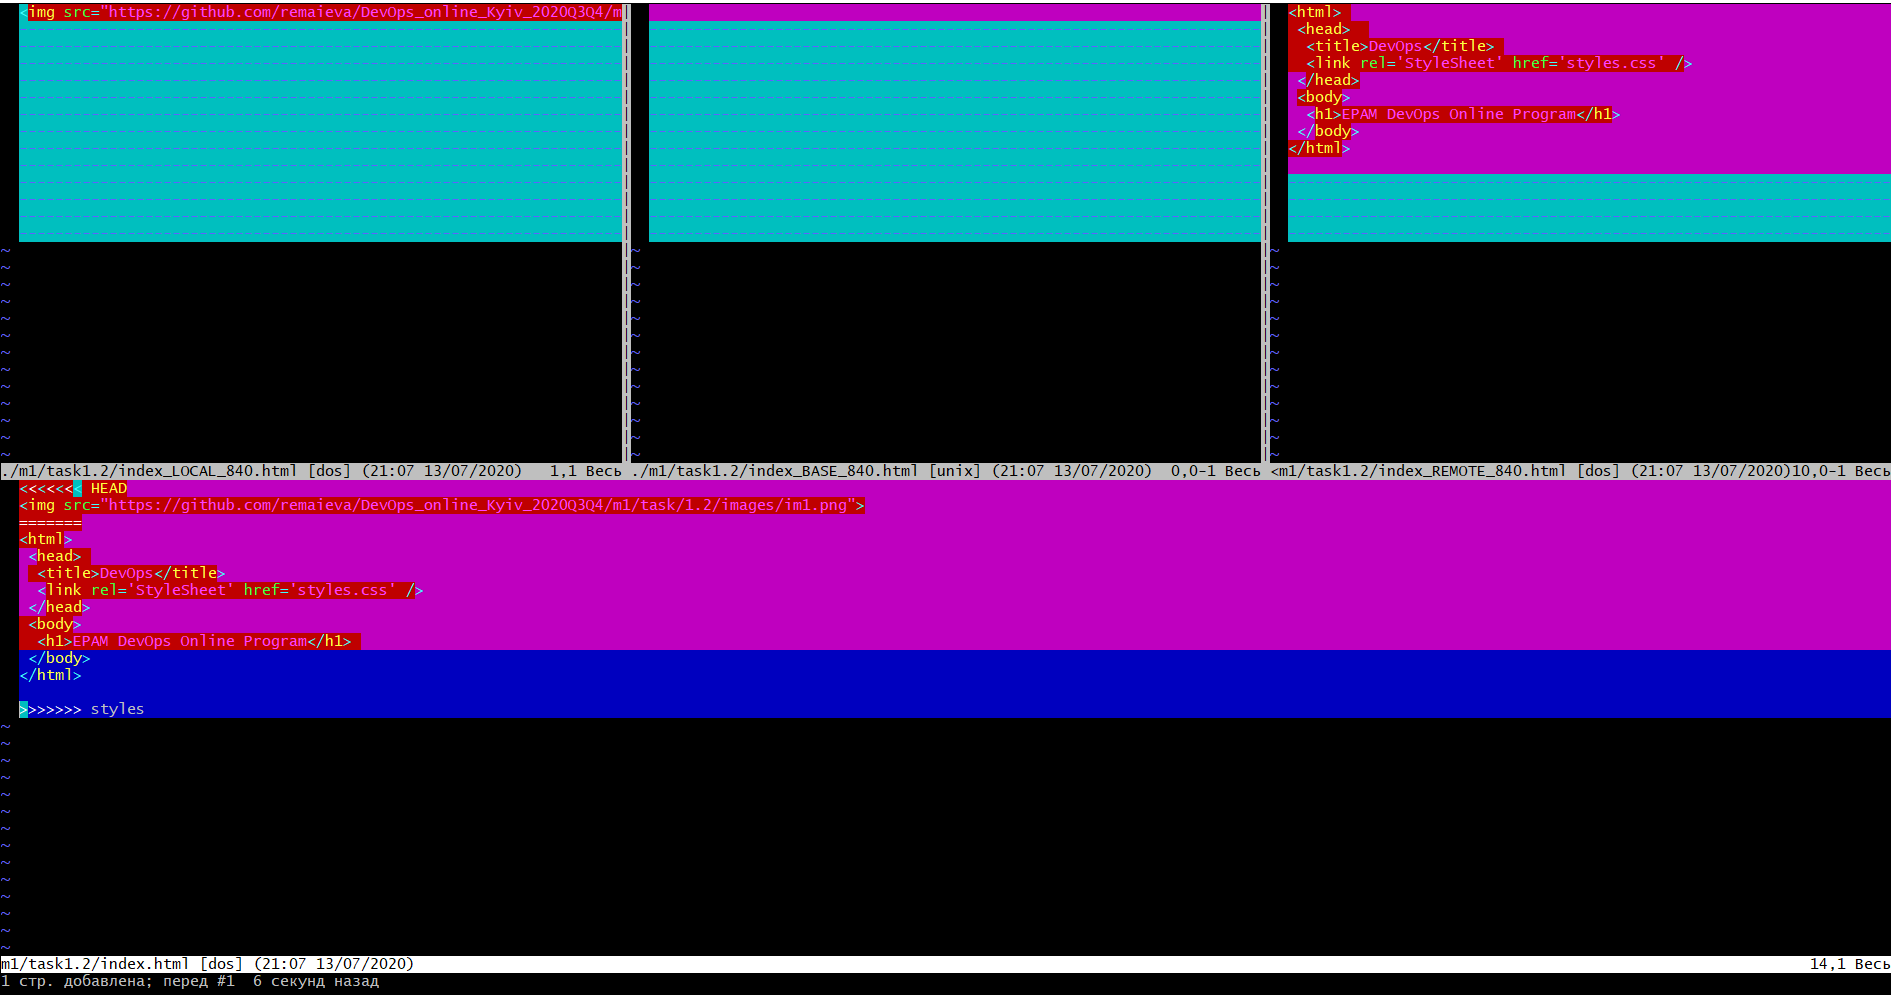 <img src="https://github.com/remaieva/DevOps_online_Kyiv_2020Q3Q4/m
<html>
<head>
<title>DevOps</title>
<link rel='StyleSheet' href='styles.css' />
</head>
<body>
<h1>EPAM DevOps Online Program</h1>
</body>
</html>
~
~
~
~
~
~
~
~
~
~
~
~
~
./m1/task1.2/index_LOCAL_840.html [dos] (21:07 13/07/2020) 1,1 Весь
./m1/task1.2/index_BASE_840.html [unix] (21:07 13/07/2020) 0,0-1 Весь
<m1/task1.2/index_REMOTE_840.html [dos] (21:07 13/07/2020)10,0-1 Весь
<<<<<<< HEAD
<img src="https://github.com/remaieva/DevOps_online_Kyiv_2020Q3Q4/m1/task/1.2/images/im1.png">
=======
<html>
<head>
<title>DevOps</title>
<link rel='StyleSheet' href='styles.css' />
</head>
<body>
<h1>EPAM DevOps Online Program</h1>
</body>
</html>
>>>>>>> styles
~
~
~
~
~
~
~
~
~
~
~
~
~
~
m1/task1.2/index.html [dos] (21:07 13/07/2020) 14,1 Весь
1 стр. добавлена; перед #1 6 секунд назад